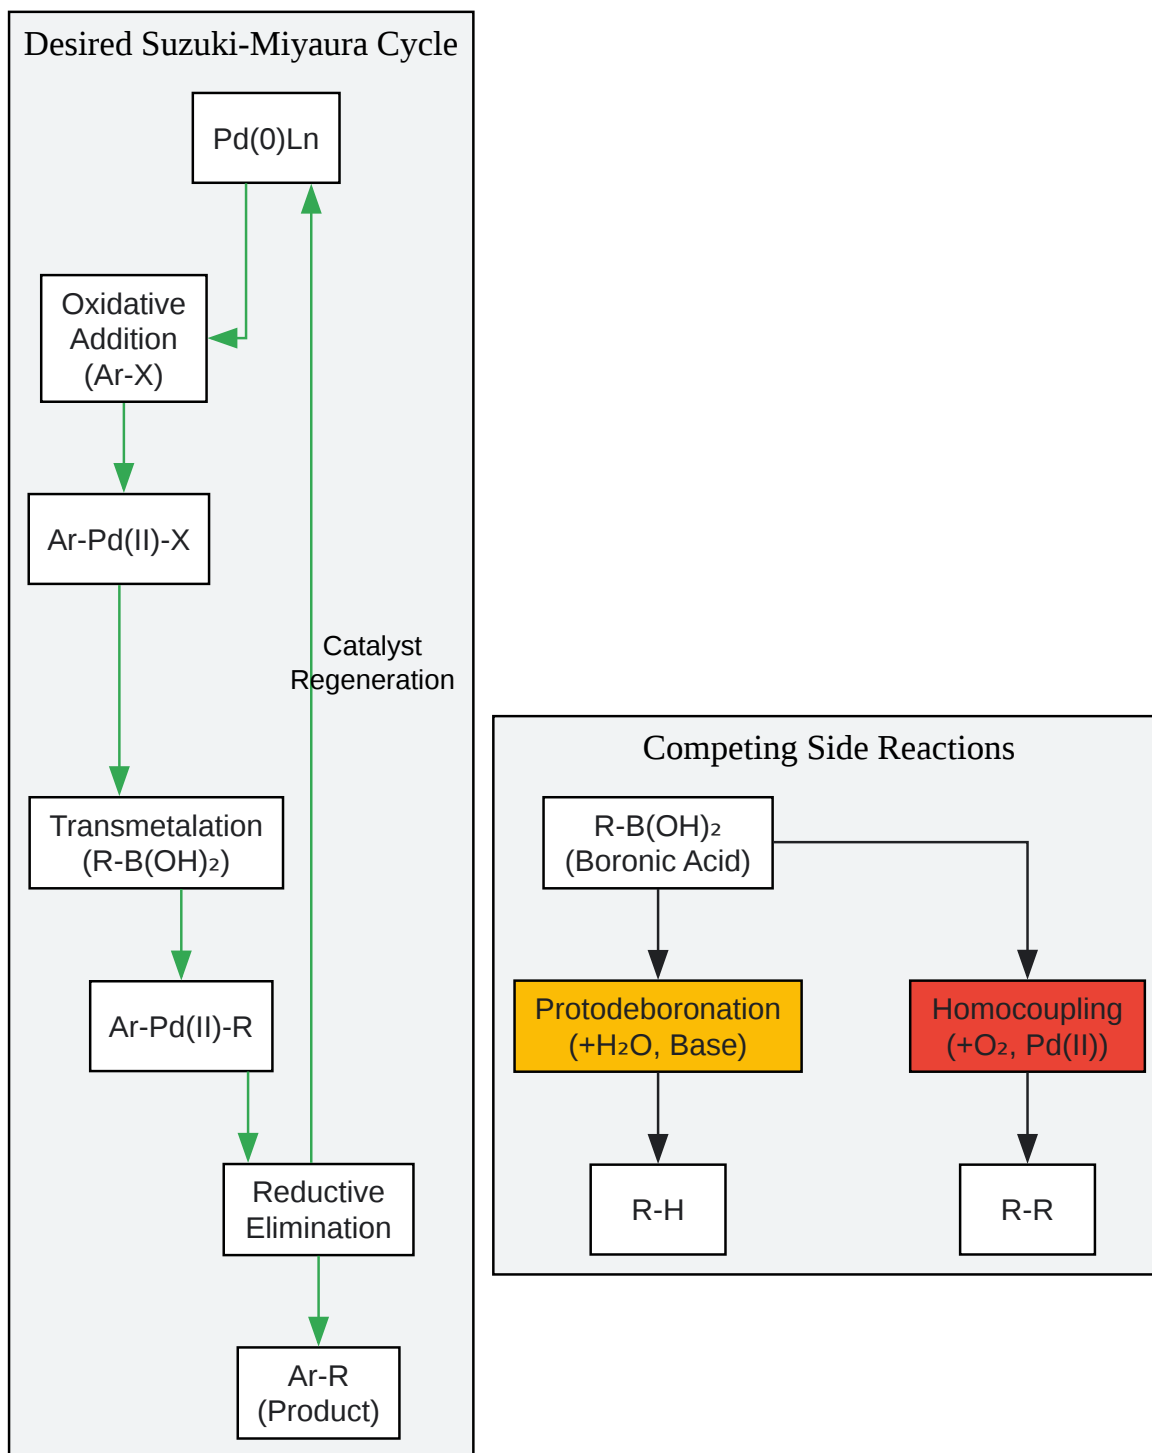 Desired Suzuki-Miyaura Cycle
Pd(0)Ln
Oxidative
Addition
(Ar-X)
Ar-Pd(II)-X
Catalyst
Regeneration
Transmetalation
(R-B(OH)₂)
Ar-Pd(II)-R
Reductive
Elimination
Ar-R
(Product)
Competing Side Reactions
R-B(OH)₂
(Boronic Acid)
Protodeboronation
(+H₂O, Base)
Homocoupling
(+O₂, Pd(II))
R-H
R-R